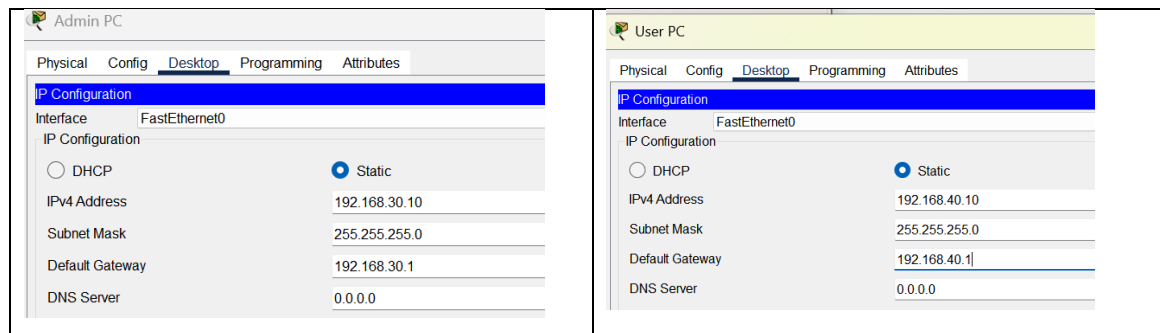 Admin PC
Physical Config Desktop Programming Attributes
IP Configuration
Interface FastEthernet0
IP Configuration
DHCP Static
IPv4 Address 192.168.30.10
Subnet Mask 255.255.255.0
Default Gateway 192.168.30.1
DNS Server 0.0.0.0
User PC
Physical Config Desktop Programming Attributes
IP Configuration
Interface FastEthernet0
IP Configuration
DHCP Static
IPv4 Address 192.168.40.10
Subnet Mask 255.255.255.0
Default Gateway 192.168.40.1
DNS Server 0.0.0.0